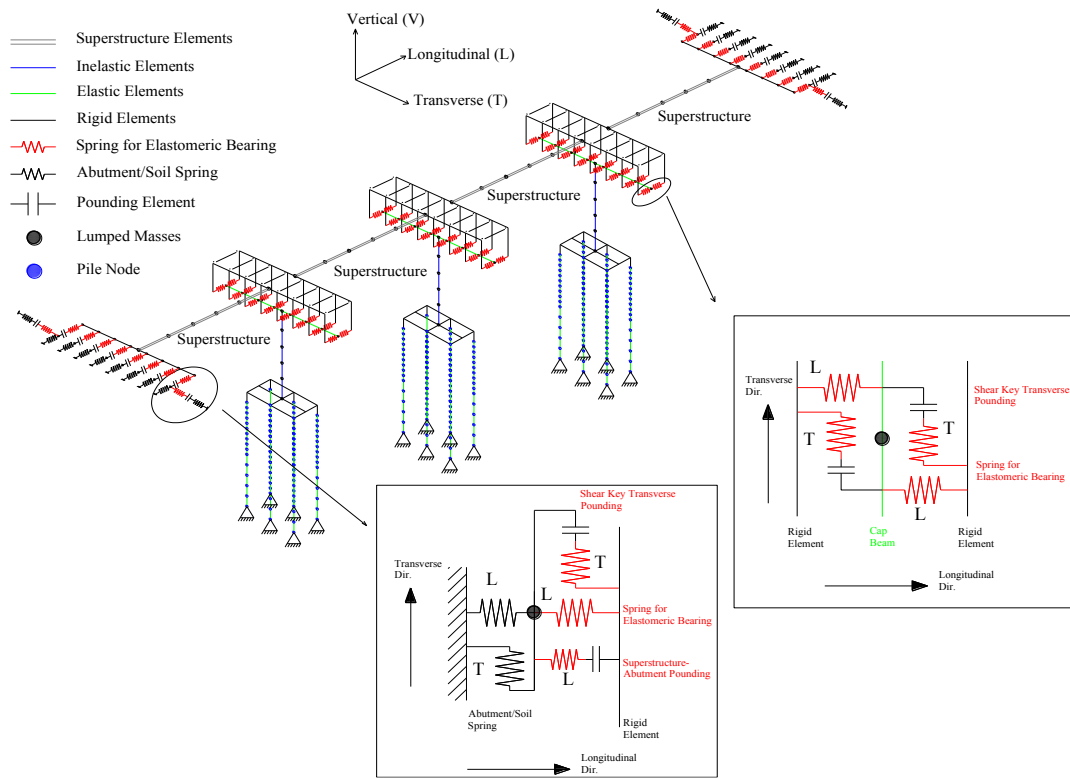 Superstructure Elements
Inelastic Elements
Elastic Elements
Rigid Elements
Spring for Elastomeric Bearing
Abutment/Soil Spring
Pounding Element
Lumped Masses
Pile Node
Vertical (V)
Longitudinal (L)
Transverse (T)
Superstructure
Superstructure
Superstructure
Superstructure
Transverse
Dir.
L
T
T
L
Shear Key Transverse
Pounding
Spring for
Elastomeric Bearing
Rigid
Element
Cap
Beam
Rigid
Element
Longitudinal
Dir.
Shear Key Transverse
Pounding
Transverse
Dir.
L
T
L
T
L
Spring for
Elastomeric Bearing
Superstructure-
Abutment Pounding
Abutment/Soil
Spring
Rigid
Element
Longitudinal
Dir.